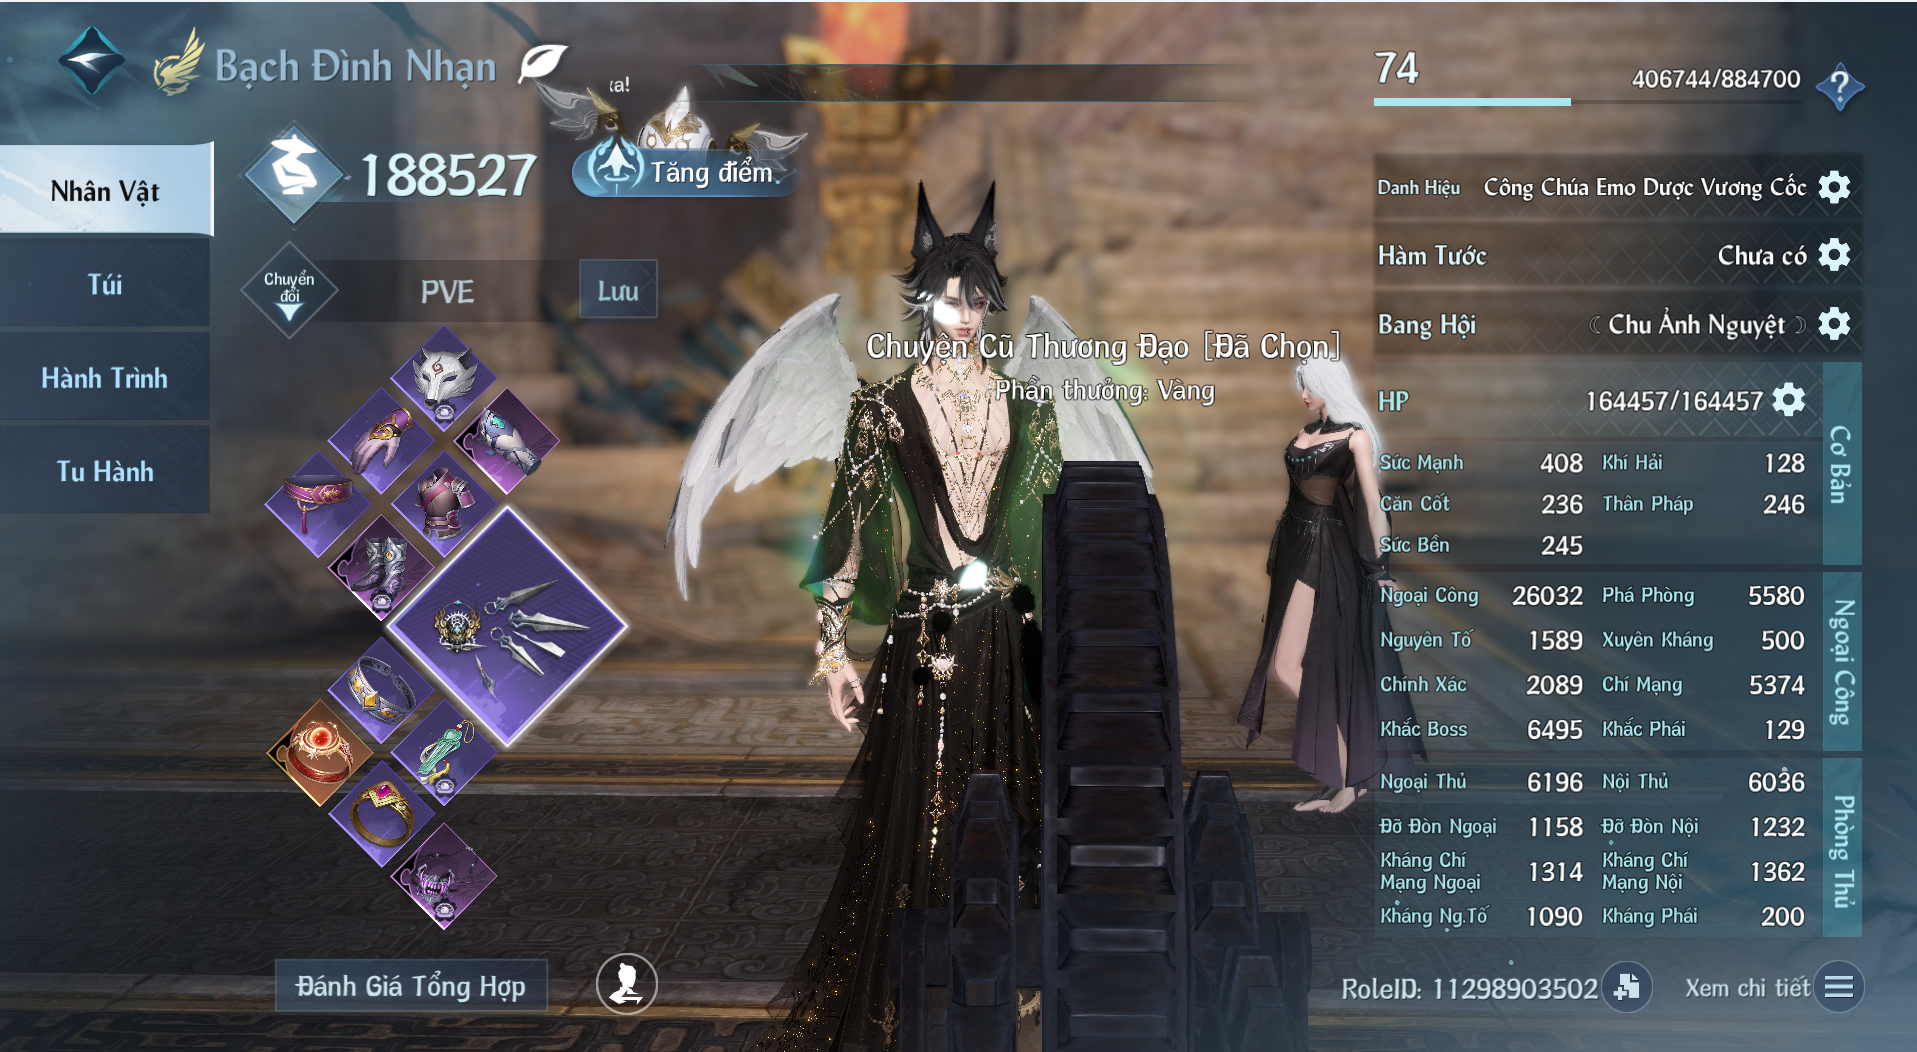 Bạch Đình Nhạn
xa!
74
406744/884700
?
188527
Tăng điểm
Nhân Vật
Túi
Hành Trình
Tu Hành
Chuyển đổi
PVE
Lưu
Chuyện Cũ Thương Đạo [Đã Chọn]
Phần thưởng: Vàng
Danh Hiệu Công Chúa Emo Dược Vương Cốc
Hàm Tước Chưa có
Bang Hội ☾Chu Ảnh Nguyệt☽
HP 164457/164457
Cơ Bản
Sức Mạnh 408 Khí Hải 128
Căn Cốt 236 Thân Pháp 246
Sức Bền 245
Ngoại Công
Ngoại Công 26032 Phá Phòng 5580
Nguyên Tố 1589 Xuyên Kháng 500
Chính Xác 2089 Chí Mạng 5374
Khắc Boss 6495 Khắc Phái 129
Phòng Thủ
Ngoại Thủ 6196 Nội Thủ 6036
Đỡ Đòn Ngoại 1158 Đỡ Đòn Nội 1232
Kháng Chí Mạng Ngoại 1314 Kháng Chí Mạng Nội 1362
Kháng Ng.Tố 1090 Kháng Phái 200
Đánh Giá Tổng Hợp
RoleID: 11298903502
Xem chi tiết